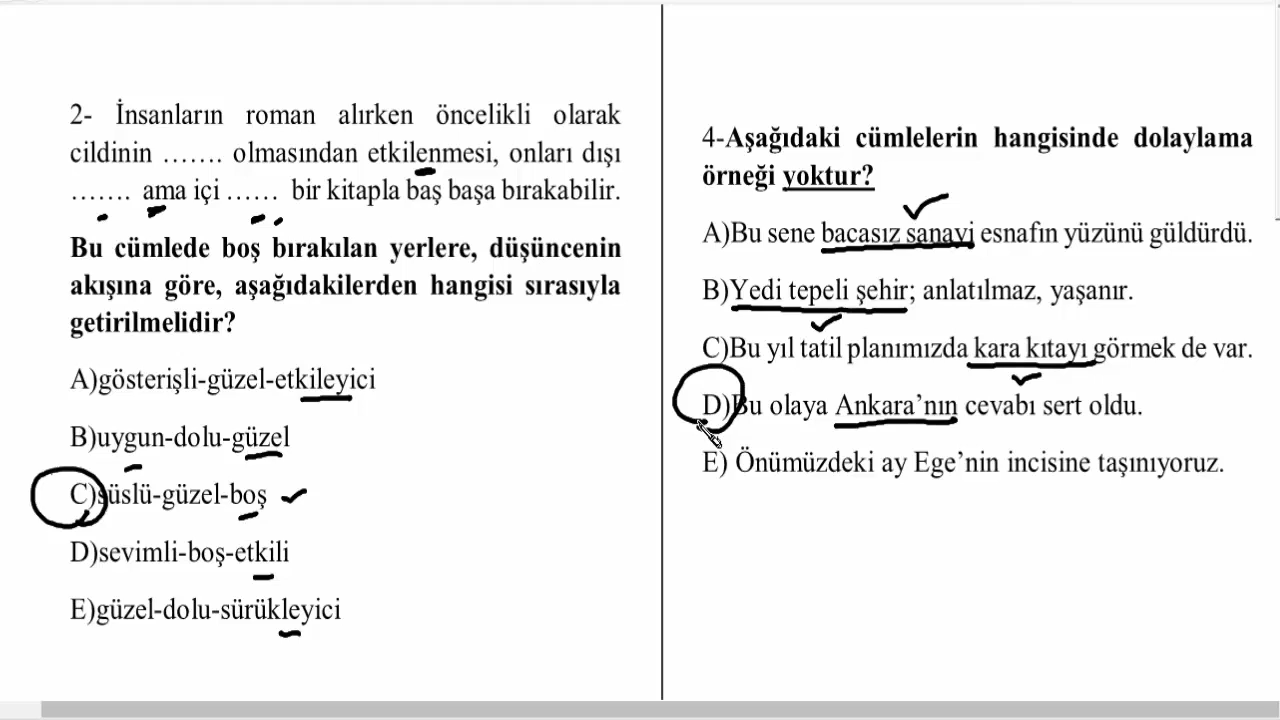 2- İnsanların roman alırken öncelikli olarak
cildinin ……. olmasından etkilenmesi, onları dışı
……. ama içi …… bir kitapla baş başa bırakabilir.
Bu cümlede boş bırakılan yerlere, düşüncenin
akışına göre, aşağıdakilerden hangisi sırasıyla
getirilmelidir?
A)gösterişli-güzel-etkileyici
B)uygun-dolu-güzel
C)süslü-güzel-boş
D)sevimli-boş-etkili
E)güzel-dolu-sürükleyici
4-Aşağıdaki cümlelerin hangisinde dolaylama
örneği yoktur?
A)Bu sene bacasız sanayi esnafın yüzünü güldürdü.
B)Yedi tepeli şehir; anlatılmaz, yaşanır.
C)Bu yıl tatil planımızda kara kıtayı görmek de var.
D)Bu olaya Ankara’nın cevabı sert oldu.
E) Önümüzdeki ay Ege’nin incisine taşınıyoruz.